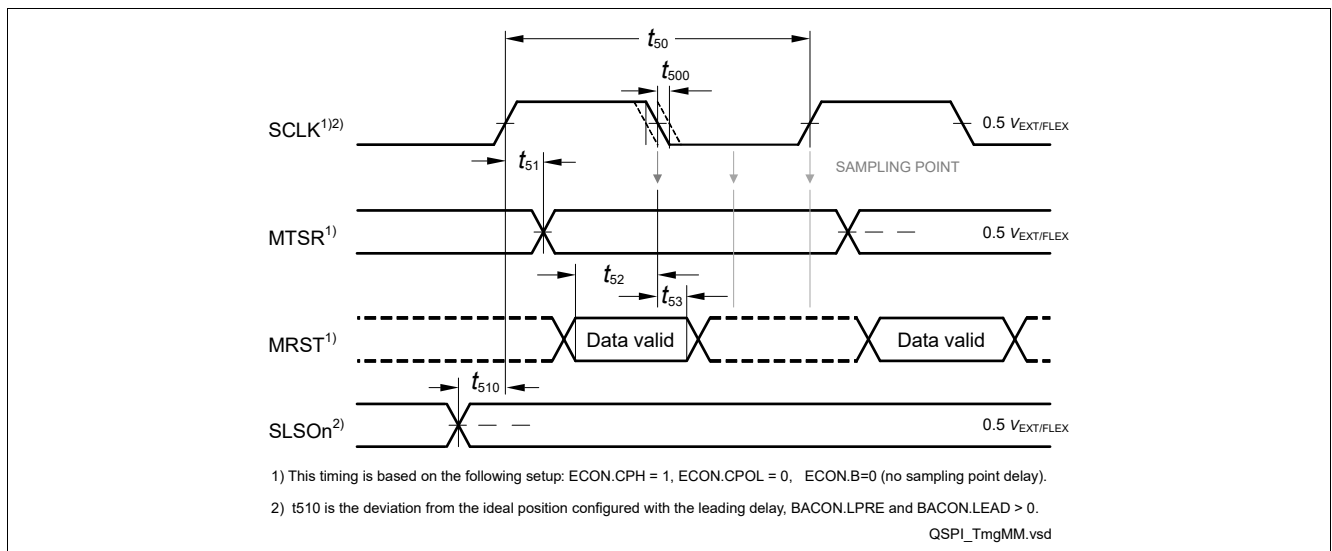 t50
t500
SCLK1)2)
0.5 VEXT/FLEX
t51
SAMPLING POINT
MTSR1)
0.5 VEXT/FLEX
t52
t53
MRST1)
Data valid
Data valid
t510
SLSOn2)
0.5 VEXT/FLEX
1) This timing is based on the following setup: ECON.CPH = 1, ECON.CPOL = 0, ECON.B=0 (no sampling point delay).
2) t510 is the deviation from the ideal position configured with the leading delay, BACON.LPRE and BACON.LEAD > 0.
QSPI_TmgMM.vsd